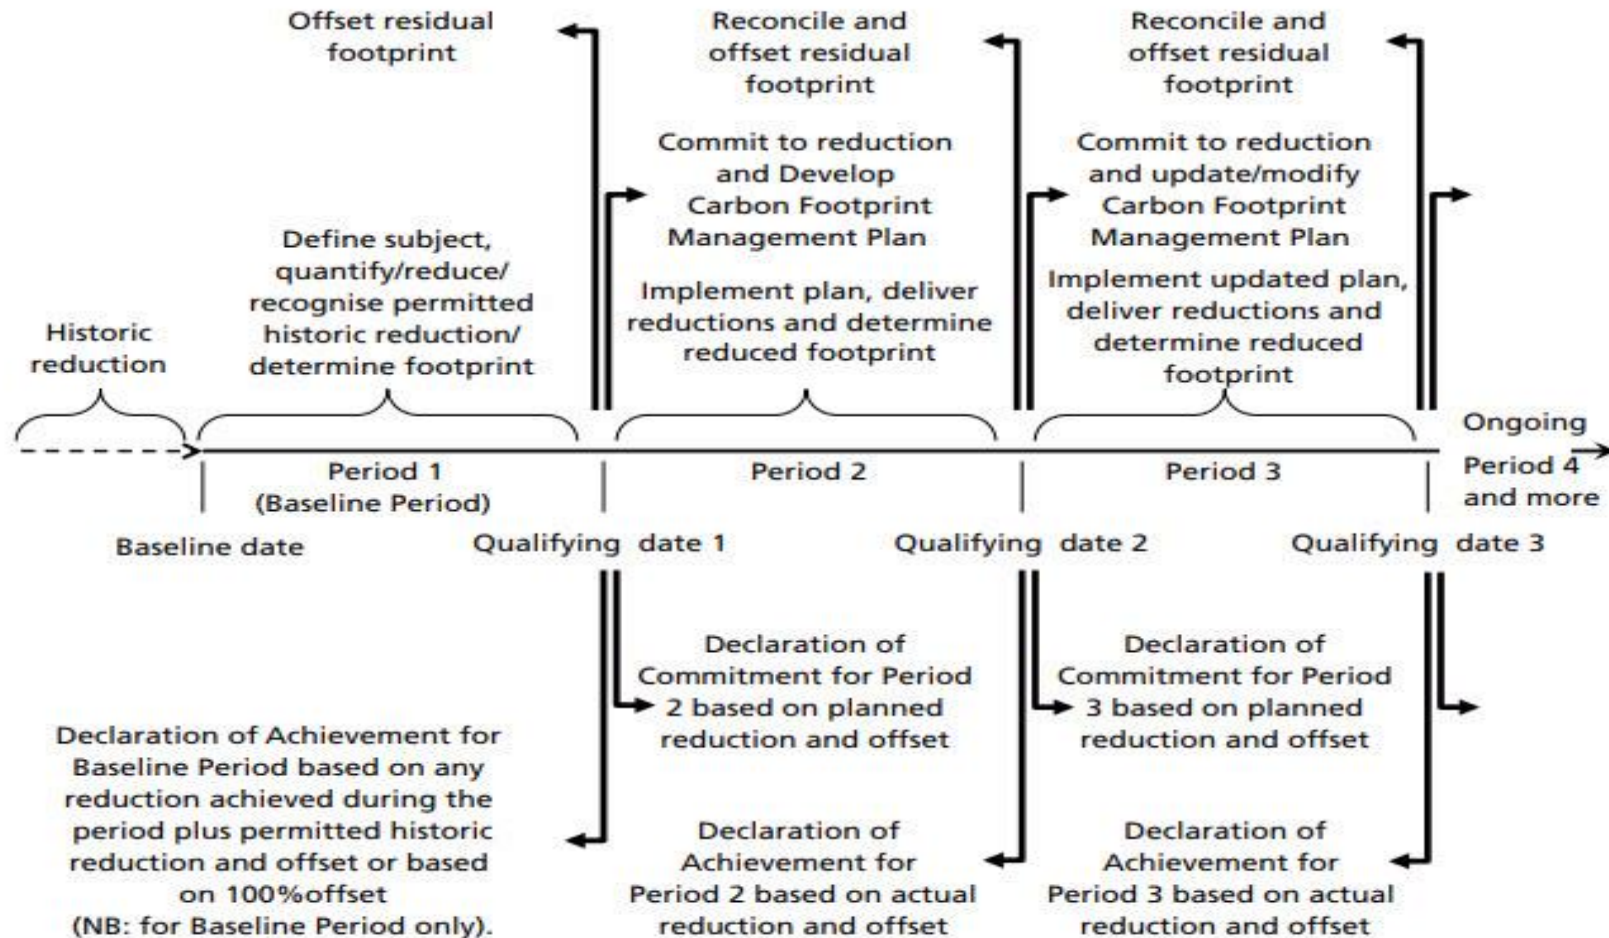 Offset residual
footprint
Reconcile and
offset residual
footprint
Reconcile and
offset residual
footprint
Commit to reduction
and Develop
Carbon Footprint
Management Plan
Commit to reduction
and update/modify
Carbon Footprint
Management Plan
Historic
reduction
Define subject,
quantify/reduce/
recognise permitted
historic reduction/
determine footprint
Implement plan, deliver
reductions and determine
reduced footprint
Implement updated plan,
deliver reductions and
determine reduced
footprint
Period 1
(Baseline Period)
Period 2
Period 3
Ongoing
Period 4
and more
Baseline date
Qualifying date 1
Qualifying date 2
Qualifying date 3
Declaration of
Commitment for Period
2 based on planned
reduction and offset
Declaration of
Commitment for Period
3 based on planned
reduction and offset
Declaration of Achievement for
Baseline Period based on any
reduction achieved during the
period plus permitted historic
reduction and offset or based
on 100%offset
(NB: for Baseline Period only).
Declaration of
Achievement for
Period 2 based on actual
reduction and offset
Declaration of
Achievement for
Period 3 based on actual
reduction and offset